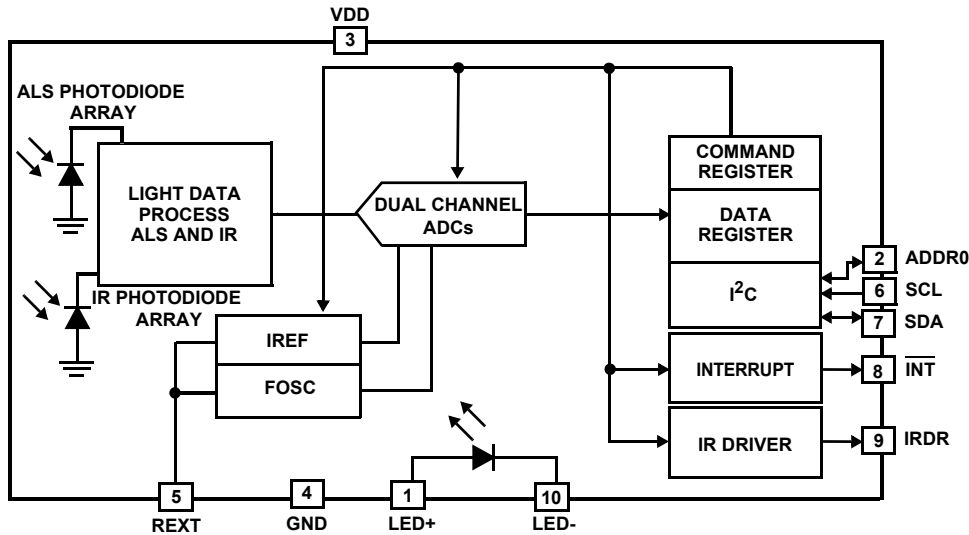 VDD
3
ALS PHOTODIODE
ARRAY
LIGHT DATA
PROCESS
ALS AND IR
DUAL CHANNEL
ADCs
COMMAND
REGISTER
DATA
REGISTER
I²C
2 ADDR0
6 SCL
7 SDA
IR PHOTODIODE
ARRAY
IREF
FOSC
INTERRUPT
8 I̅N̅T̅
IR DRIVER
9 IRDR
5
REXT
4
GND
1
LED+
10
LED-